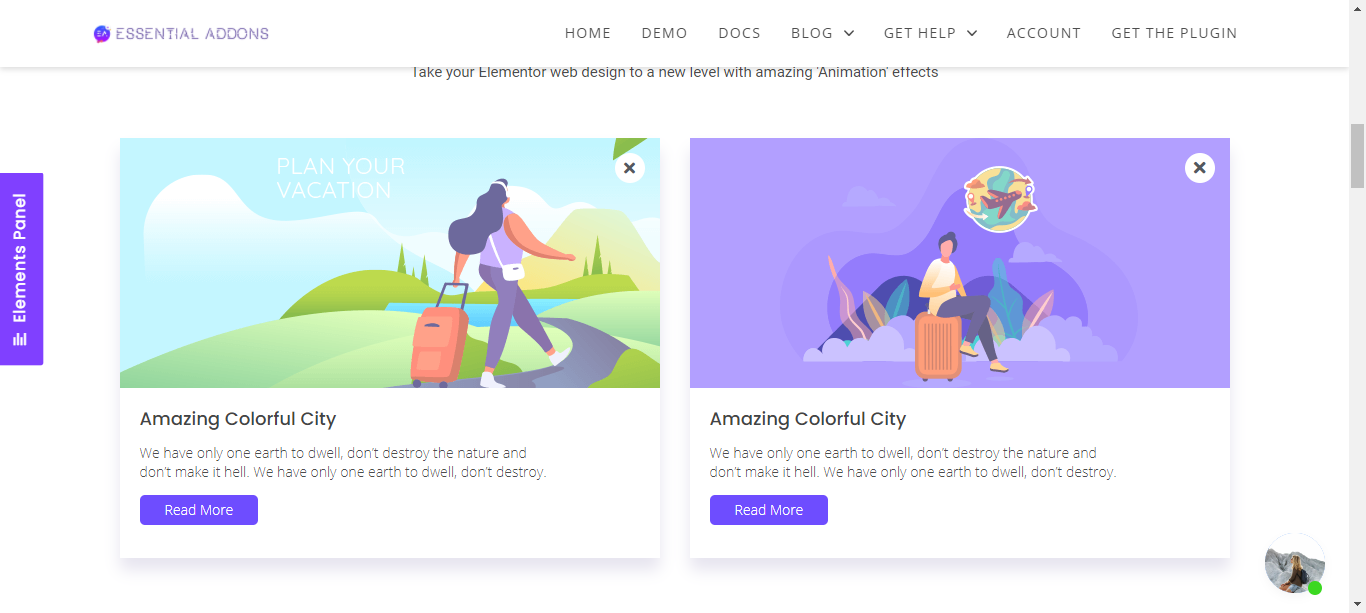 ESSENTIAL ADDONS
HOME DEMO DOCS BLOG GET HELP ACCOUNT GET THE PLUGIN
Take your Elementor web design to a new level with amazing 'Animation' effects
Elements Panel
PLAN YOUR
VACATION
Amazing Colorful City
We have only one earth to dwell, don’t destroy the nature and
don’t make it hell. We have only one earth to dwell, don’t destroy.
Read More
Amazing Colorful City
We have only one earth to dwell, don’t destroy the nature and
don't make it hell. We have only one earth to dwell, don’t destroy.
Read More